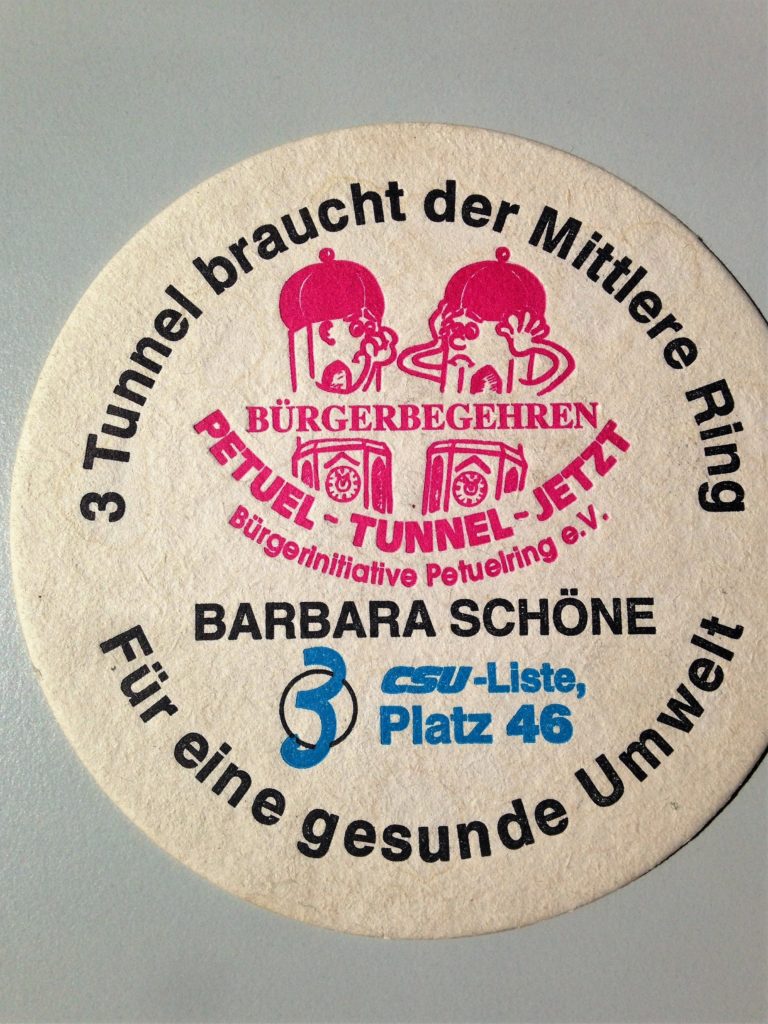 3 Tunnel braucht der Mittlere Ring
BÜRGERBEGEHREN
PETUEL-TUNNEL-JETZT
Bürgerinitiative Petuelring e.V.
BARBARA SCHÖNE
3
CSU-Liste,
Platz 46
Für eine gesunde Umwelt